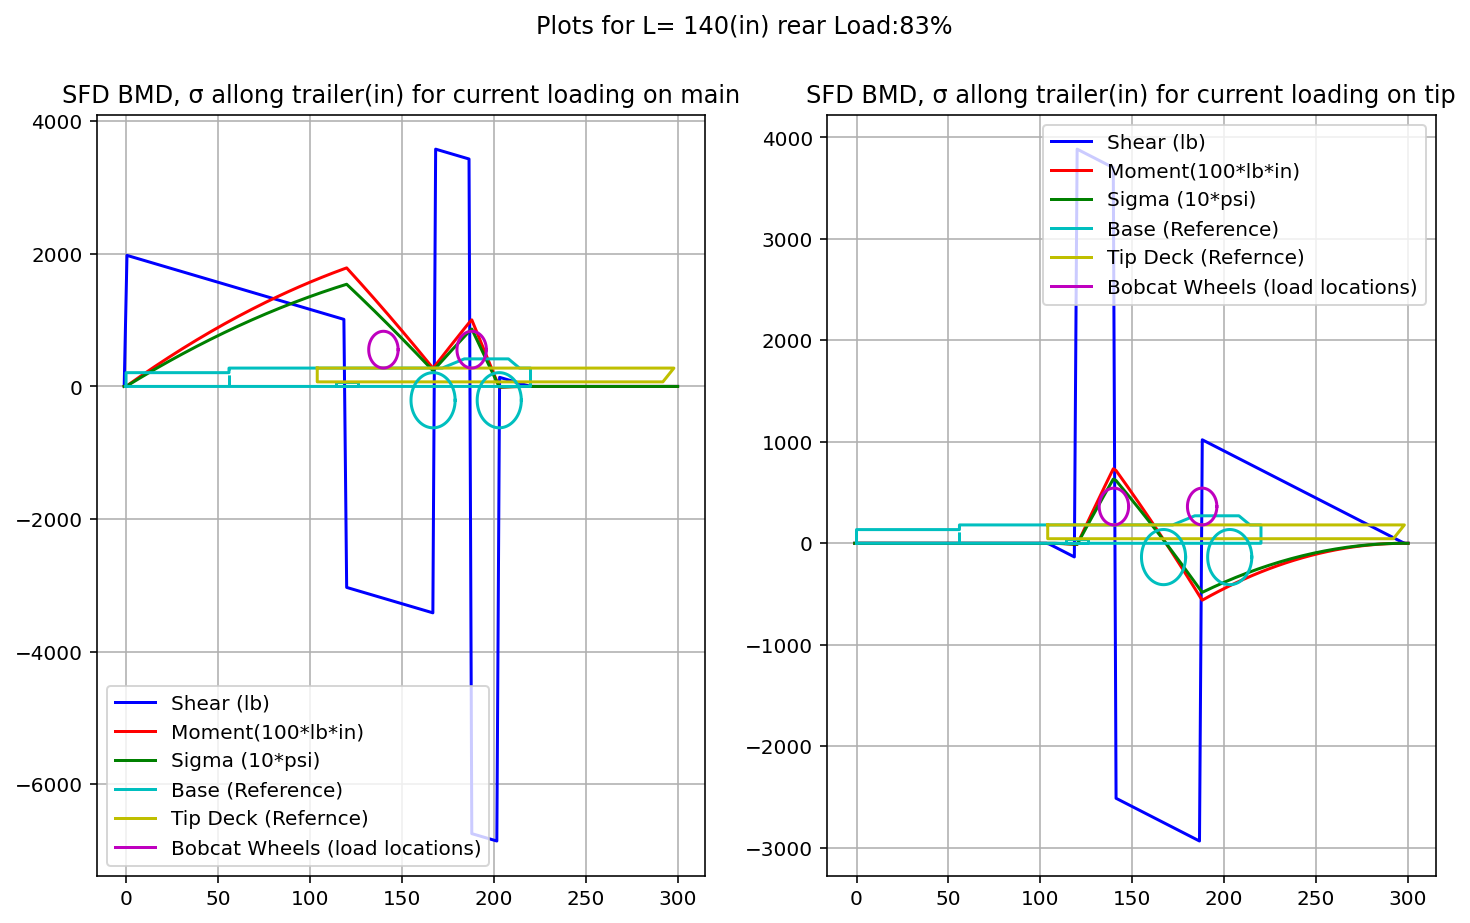 Plots for L= 140(in) rear Load:83%
SFD BMD, σ allong trailer(in) for current loading on main
4000
2000
0
−2000
−4000
−6000
0 50 100 150 200 250 300
Shear (lb)
Moment(100*lb*in)
Sigma (10*psi)
Base (Reference)
Tip Deck (Refernce)
Bobcat Wheels (load locations)
SFD BMD, σ allong trailer(in) for current loading on tip
4000
3000
2000
1000
0
−1000
−2000
−3000
0 50 100 150 200 250 300
Shear (lb)
Moment(100*lb*in)
Sigma (10*psi)
Base (Reference)
Tip Deck (Refernce)
Bobcat Wheels (load locations)